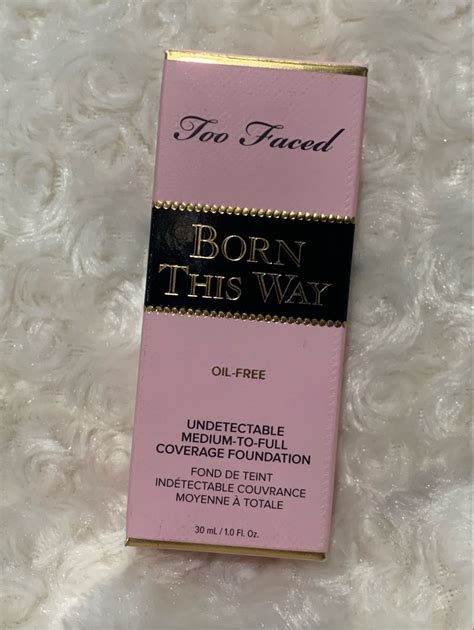 Too Faced
BORN
THIS WAY
OIL-FREE
UNDETECTABLE
MEDIUM-TO-FULL
COVERAGE FOUNDATION
FOND DE TEINT
INDÉTECTABLE COUVRANCE
MOYENNE À TOTALE
30 mL / 1.0 Fl. Oz.